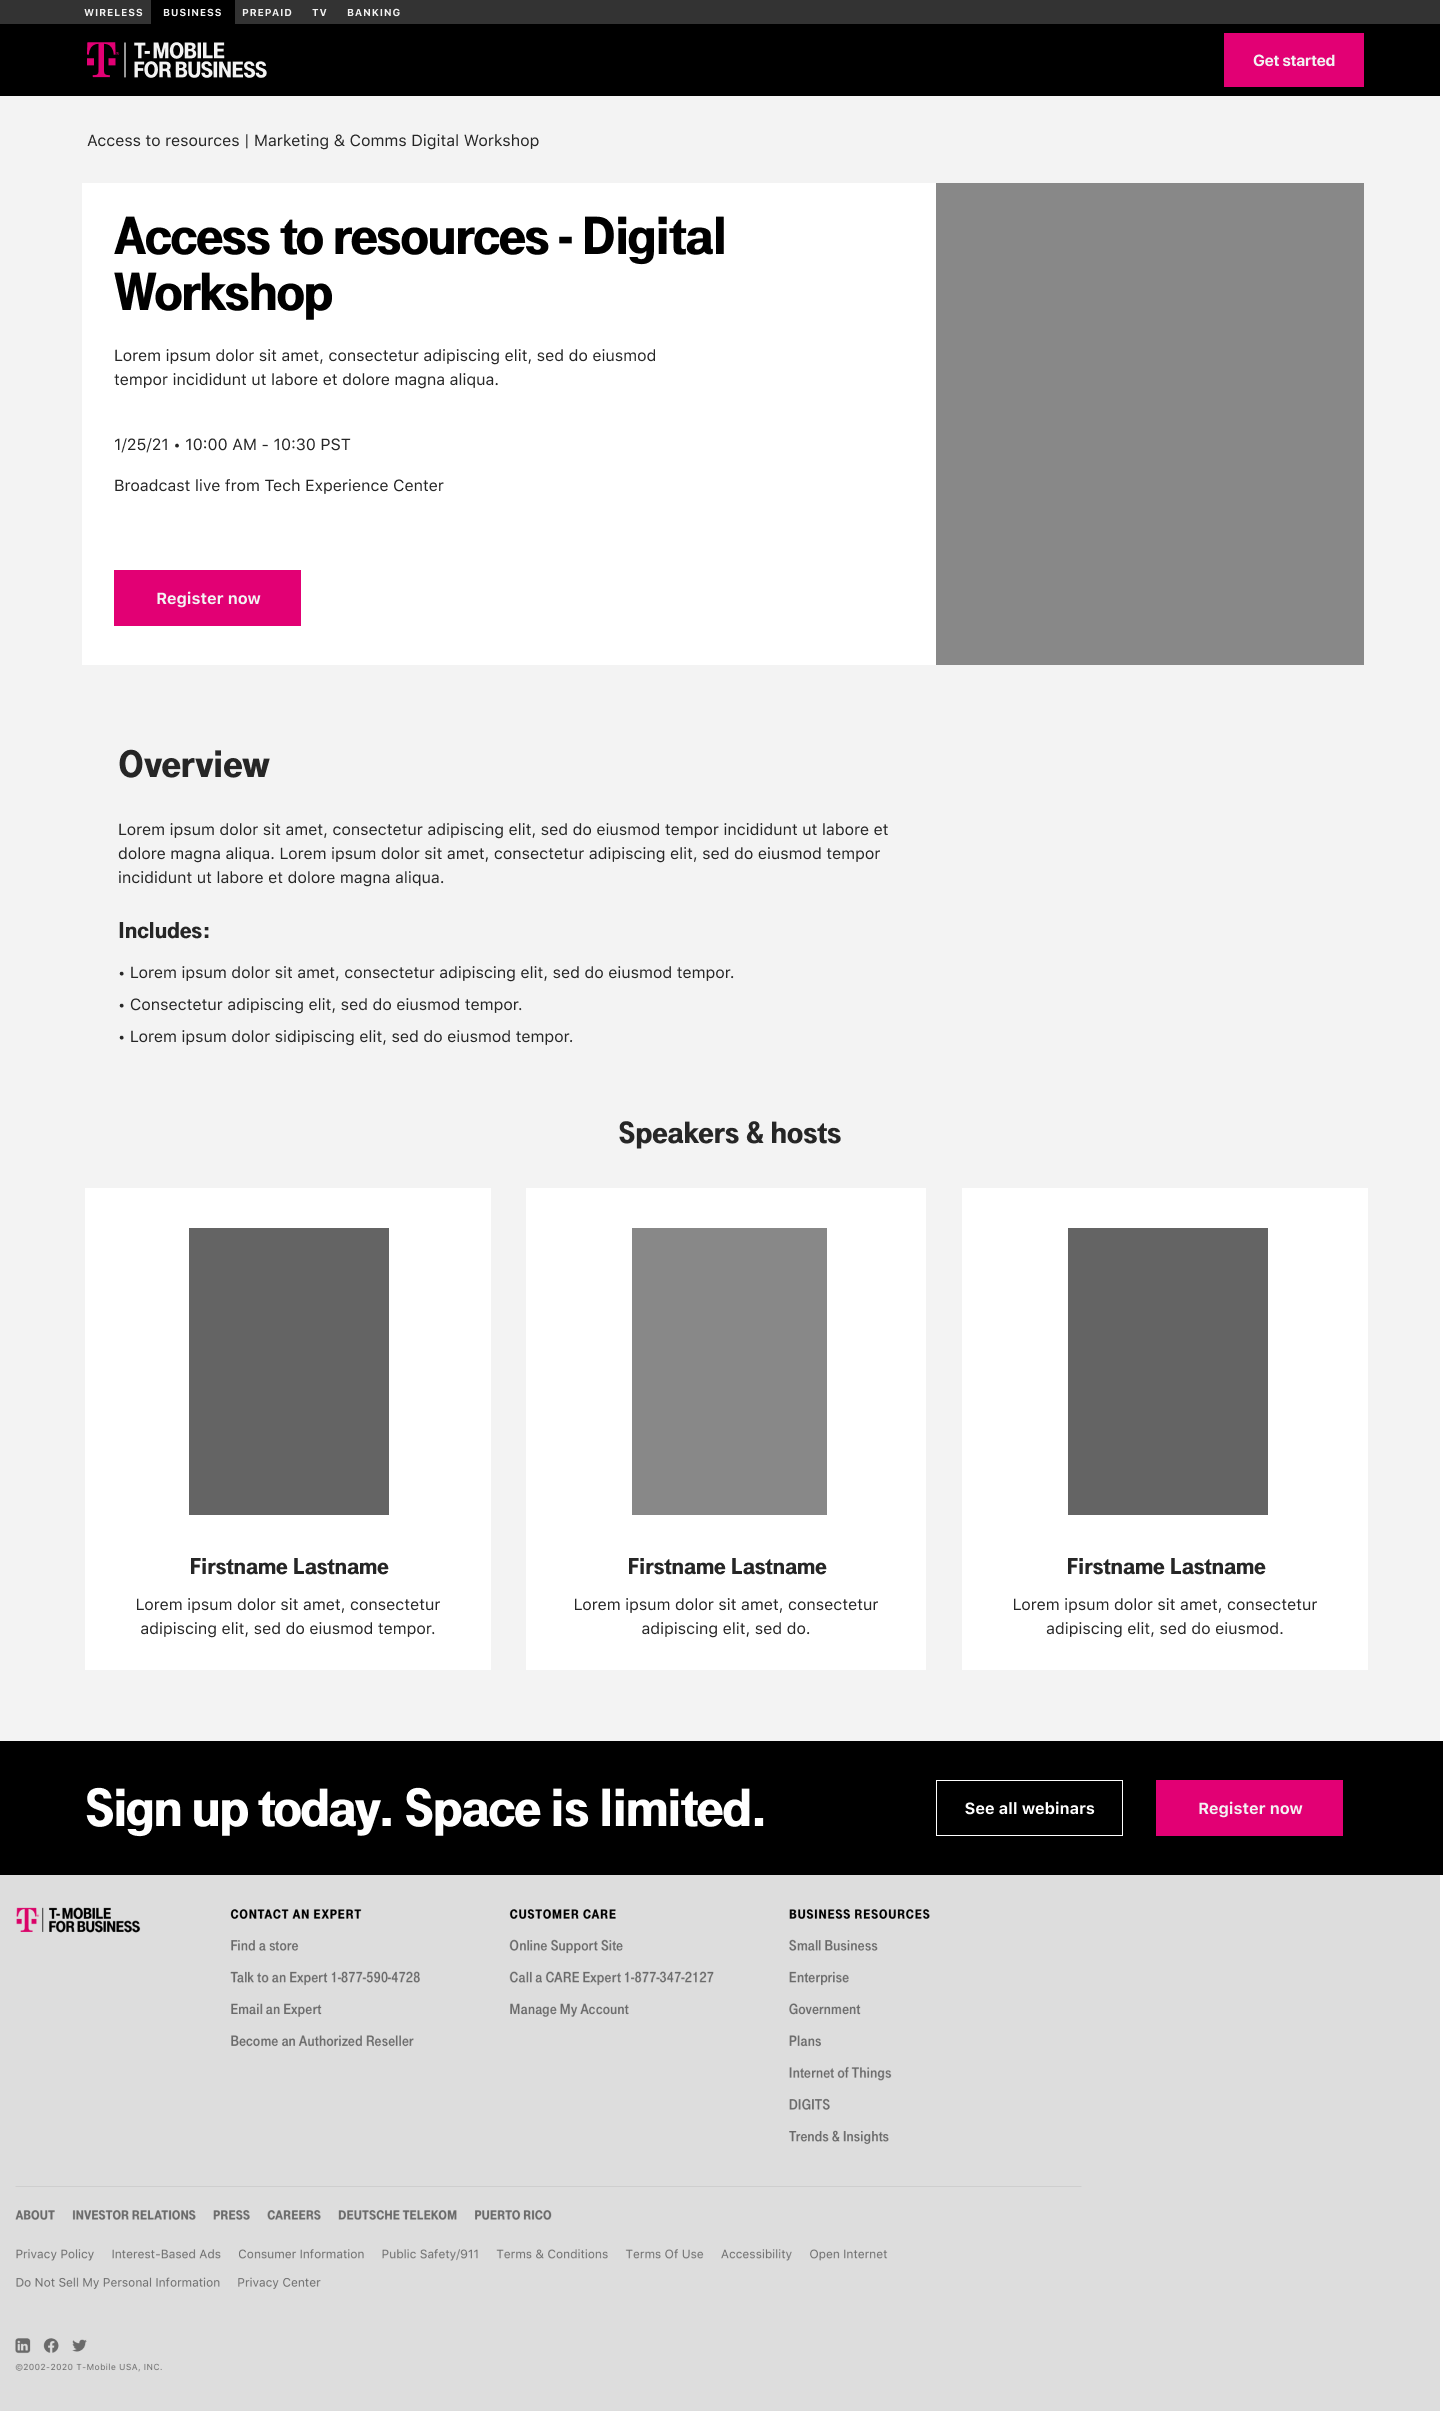 WIRELESS BUSINESS PREPAID TV BANKING
T T-MOBILE
FOR BUSINESS
Get started
Access to resources | Marketing & Comms Digital Workshop
Access to resources - Digital
Workshop
Lorem ipsum dolor sit amet, consectetur adipiscing elit, sed do eiusmod
tempor incididunt ut labore et dolore magna aliqua.
1/25/21 • 10:00 AM - 10:30 PST
Broadcast live from Tech Experience Center
Register now
Overview
Lorem ipsum dolor sit amet, consectetur adipiscing elit, sed do eiusmod tempor incididunt ut labore et
dolore magna aliqua. Lorem ipsum dolor sit amet, consectetur adipiscing elit, sed do eiusmod tempor
incididunt ut labore et dolore magna aliqua.
Includes:
• Lorem ipsum dolor sit amet, consectetur adipiscing elit, sed do eiusmod tempor.
• Consectetur adipiscing elit, sed do eiusmod tempor.
• Lorem ipsum dolor sidipiscing elit, sed do eiusmod tempor.
Speakers & hosts
Firstname Lastname
Lorem ipsum dolor sit amet, consectetur
adipiscing elit, sed do eiusmod tempor.
Firstname Lastname
Lorem ipsum dolor sit amet, consectetur
adipiscing elit, sed do.
Firstname Lastname
Lorem ipsum dolor sit amet, consectetur
adipiscing elit, sed do eiusmod.
Sign up today. Space is limited.
See all webinars
Register now
T T-MOBILE
FOR BUSINESS
CONTACT AN EXPERT
Find a store
Talk to an Expert 1-877-590-4728
Email an Expert
Become an Authorized Reseller
CUSTOMER CARE
Online Support Site
Call a CARE Expert 1-877-347-2127
Manage My Account
BUSINESS RESOURCES
Small Business
Enterprise
Government
Plans
Internet of Things
DIGITS
Trends & Insights
ABOUT INVESTOR RELATIONS PRESS CAREERS DEUTSCHE TELEKOM PUERTO RICO
Privacy Policy Interest-Based Ads Consumer Information Public Safety/911 Terms & Conditions Terms Of Use Accessibility Open Internet
Do Not Sell My Personal Information Privacy Center
©2002-2020 T-Mobile USA, INC.